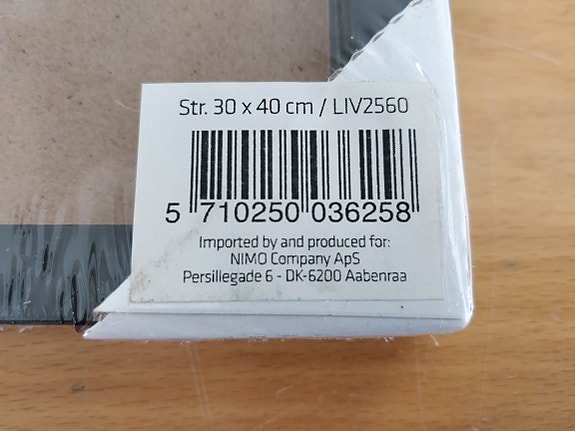 Str. 30 x 40 cm / LIV2560
5 710250 036258
Imported by and produced for:
NIMO Company ApS
Persillegade 6 - DK-6200 Aabenraa